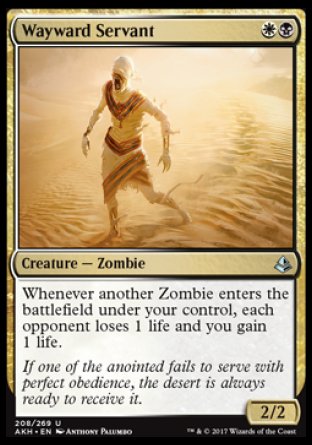 Wayward Servant
Creature — Zombie
Whenever another Zombie enters the
battlefield under your control, each
opponent loses 1 life and you gain
1 life.
If one of the anointed fails to serve with
perfect obedience, the desert is always
ready to receive it.
2/2
208/269 U
AKH • EN Anthony Palumbo
™ & © 2017 Wizards of the Coast